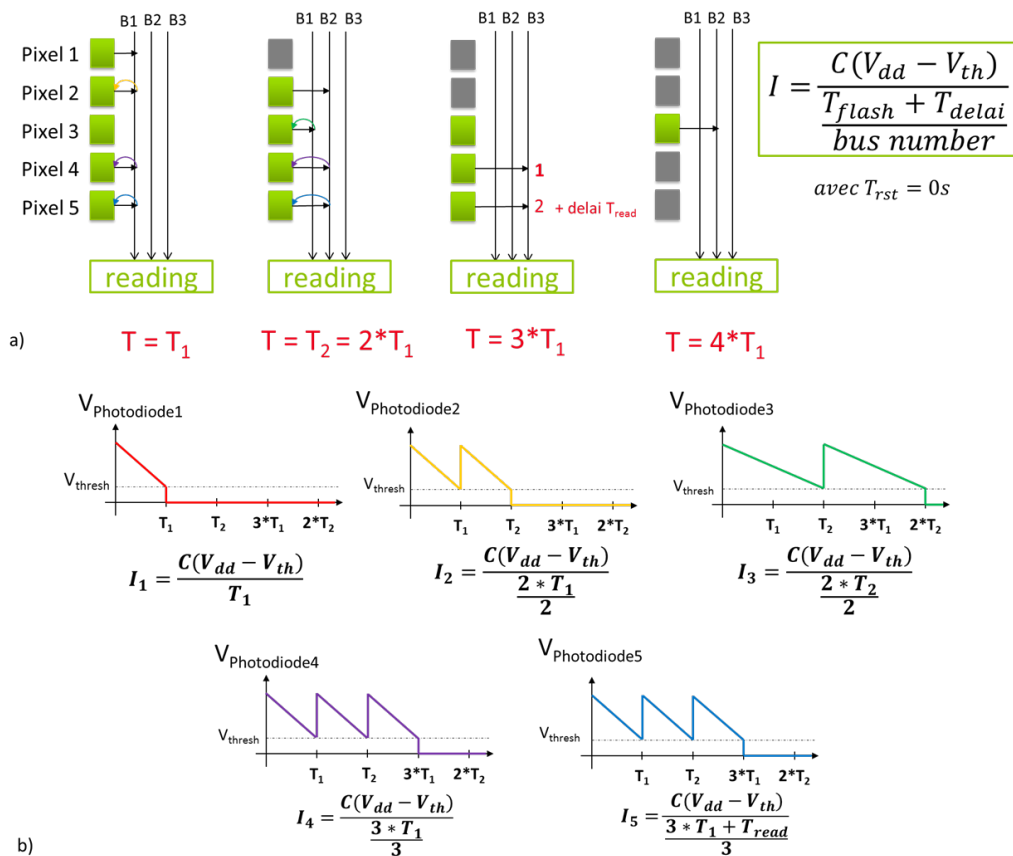 B1 B2 B3 B1 B2 B3 B1 B2 B3 B1 B2 B3
Pixel 1
Pixel 2
Pixel 3
Pixel 4
Pixel 5
1
2 + delai T_read
I = C(V_dd − V_th) / ((T_flash + T_delai) / bus number)
avec T_rst = 0s
reading reading reading reading
a) T = T_1 T = T_2 = 2*T_1 T = 3*T_1 T = 4*T_1
V_Photodiode1 V_Photodiode2 V_Photodiode3
V_thresh V_thresh V_thresh
T_1 T_2 3*T_1 2*T_2 T_1 T_2 3*T_1 2*T_2 T_1 T_2 3*T_1 2*T_2
I_1 = C(V_dd − V_th) / T_1
I_2 = C(V_dd − V_th) / ((2 * T_1) / 2)
I_3 = C(V_dd − V_th) / ((2 * T_2) / 2)
V_Photodiode4 V_Photodiode5
V_thresh V_thresh
T_1 T_2 3*T_1 2*T_2 T_1 T_2 3*T_1 2*T_2
I_4 = C(V_dd − V_th) / ((3 * T_1) / 3)
I_5 = C(V_dd − V_th) / ((3 * T_1 + T_read) / 3)
b)